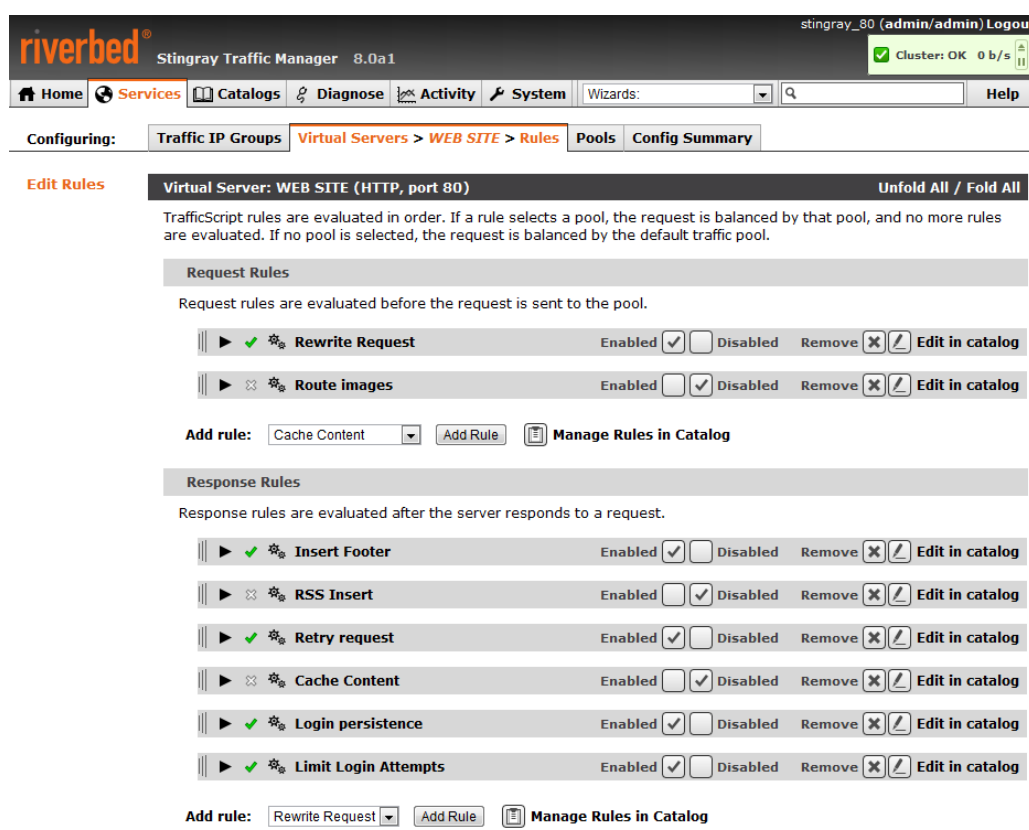 stingray_80 (admin/admin) Logou
riverbed®
Stingray Traffic Manager 8.0a1
Cluster: OK 0 b/s
Home Services Catalogs Diagnose Activity System Wizards: Help
Configuring: Traffic IP Groups Virtual Servers > WEB SITE > Rules Pools Config Summary
Edit Rules
Virtual Server: WEB SITE (HTTP, port 80) Unfold All / Fold All
TrafficScript rules are evaluated in order. If a rule selects a pool, the request is balanced by that pool, and no more rules
are evaluated. If no pool is selected, the request is balanced by the default traffic pool.
Request Rules
Request rules are evaluated before the request is sent to the pool.
Rewrite Request Enabled Disabled Remove Edit in catalog
Route images Enabled Disabled Remove Edit in catalog
Add rule: Cache Content Add Rule Manage Rules in Catalog
Response Rules
Response rules are evaluated after the server responds to a request.
Insert Footer Enabled Disabled Remove Edit in catalog
RSS Insert Enabled Disabled Remove Edit in catalog
Retry request Enabled Disabled Remove Edit in catalog
Cache Content Enabled Disabled Remove Edit in catalog
Login persistence Enabled Disabled Remove Edit in catalog
Limit Login Attempts Enabled Disabled Remove Edit in catalog
Add rule: Rewrite Request Add Rule Manage Rules in Catalog